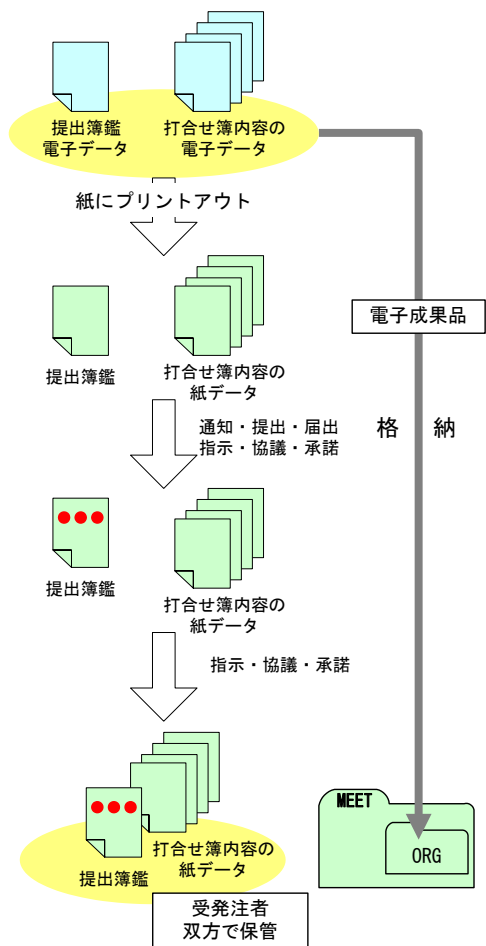 提出簿鑑
電子データ
打合せ簿内容の
電子データ
紙にプリントアウト
電子成果品
提出簿鑑
打合せ簿内容の
紙データ
通知・提出・届出
指示・協議・承諾
格　納
提出簿鑑
打合せ簿内容の
紙データ
指示・協議・承諾
MEET
ORG
提出簿鑑
打合せ簿内容の
紙データ
受発注者
双方で保管